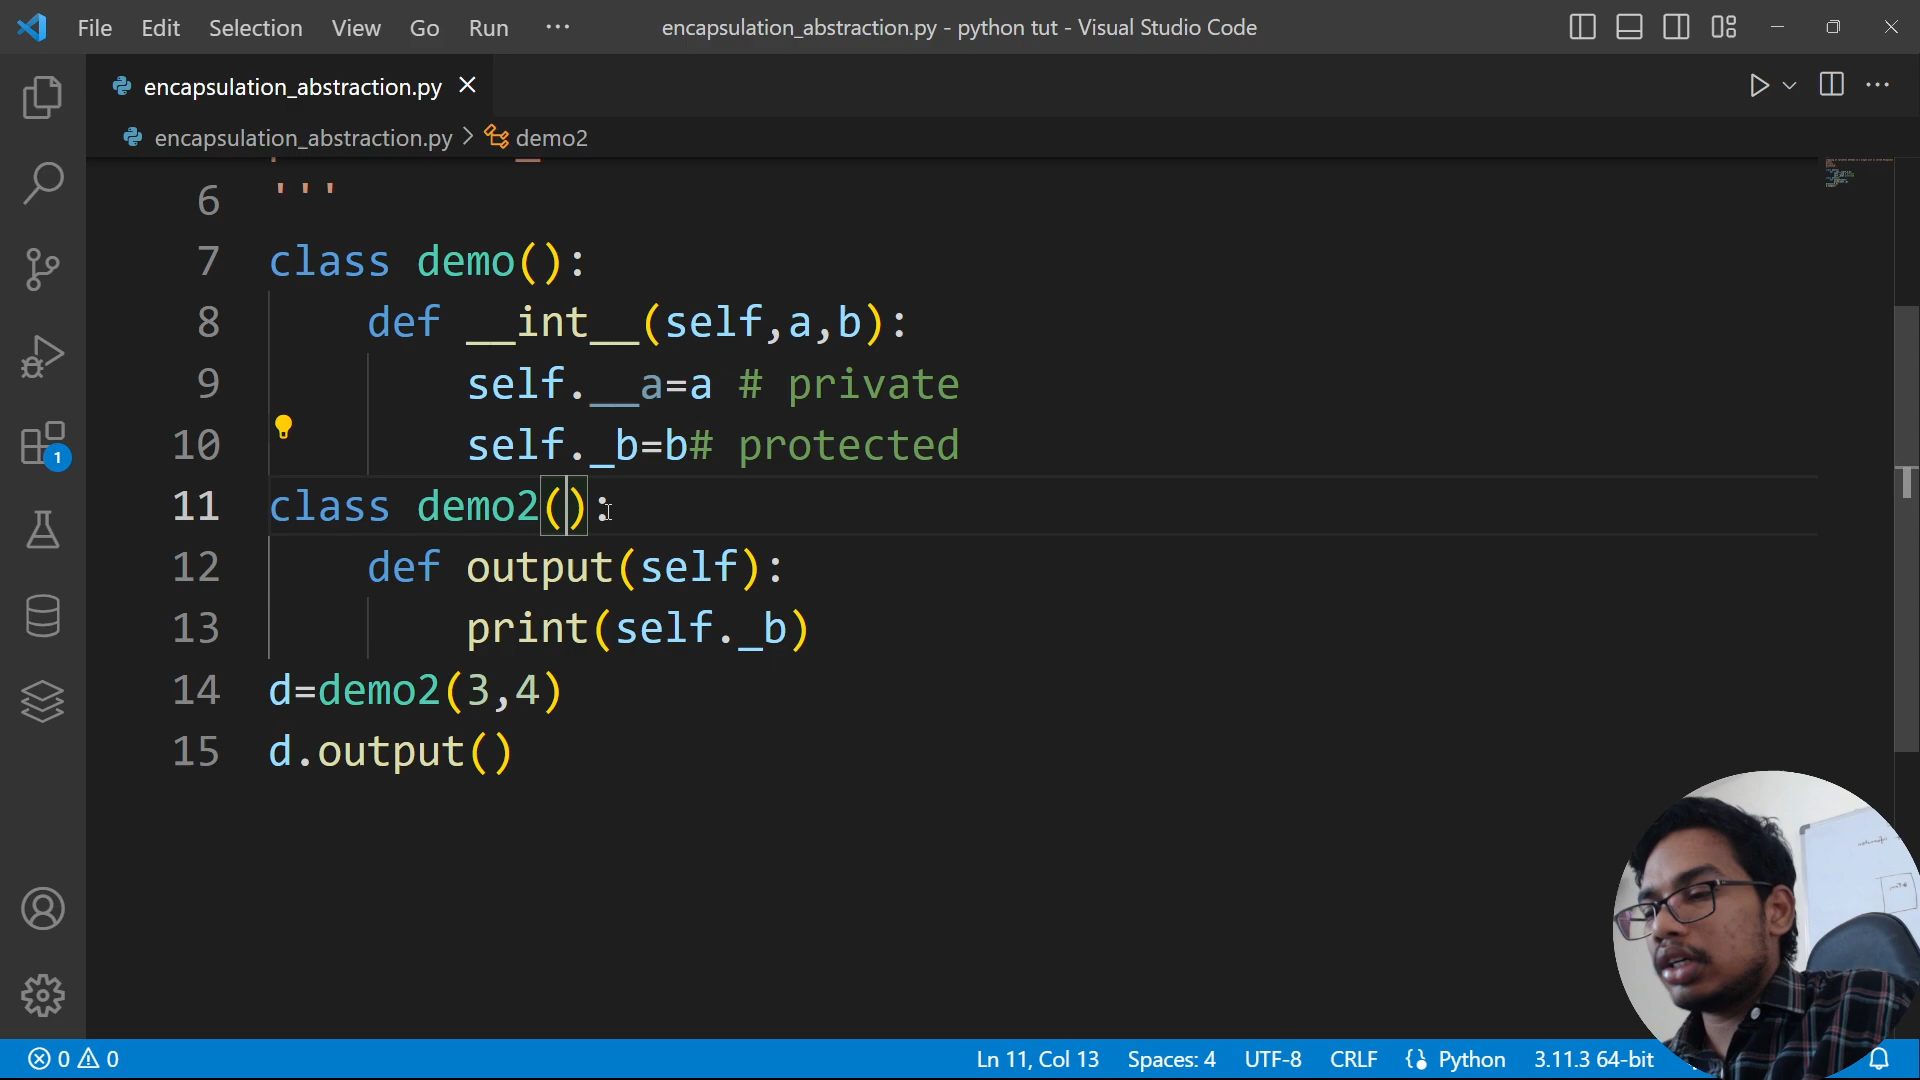 File Edit Selection View Go Run ··· encapsulation_abstraction.py - python tut - Visual Studio Code
encapsulation_abstraction.py
encapsulation_abstraction.py > demo2
6 '''
7 class demo():
8 def __int__(self,a,b):
9 self.__a=a # private
10 self._b=b# protected
11 class demo2():
12 def output(self):
13 print(self._b)
14 d=demo2(3,4)
15 d.output()
1
0 0 Ln 11, Col 13 Spaces: 4 UTF-8 CRLF Python 3.11.3 64-bit